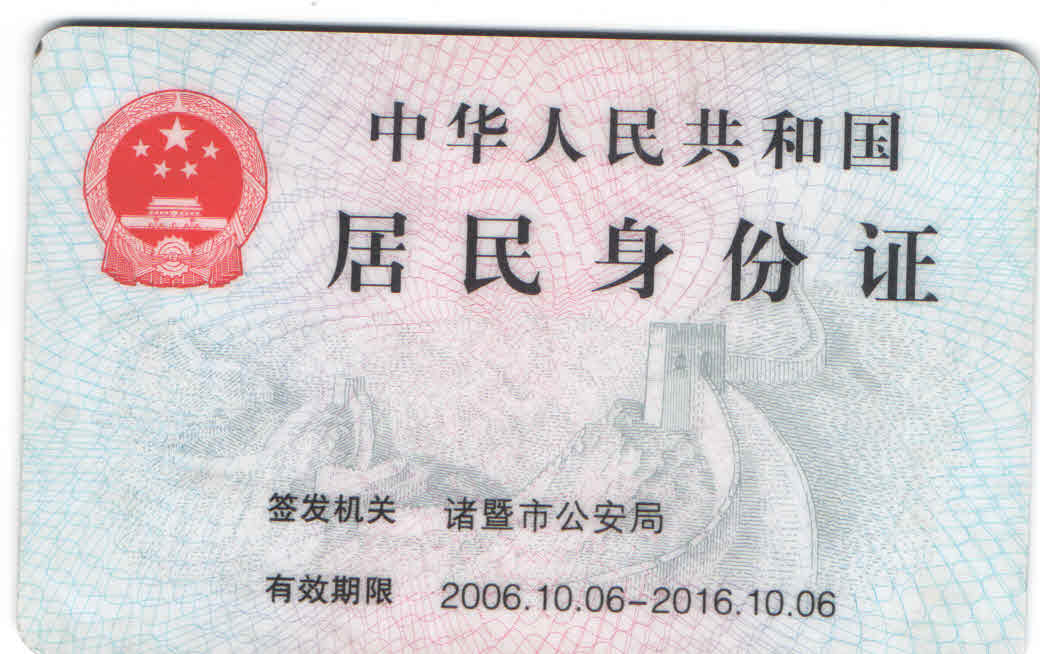 中华人民共和国
居民身份证
签发机关 诸暨市公安局
有效期限 2006.10.06-2016.10.06